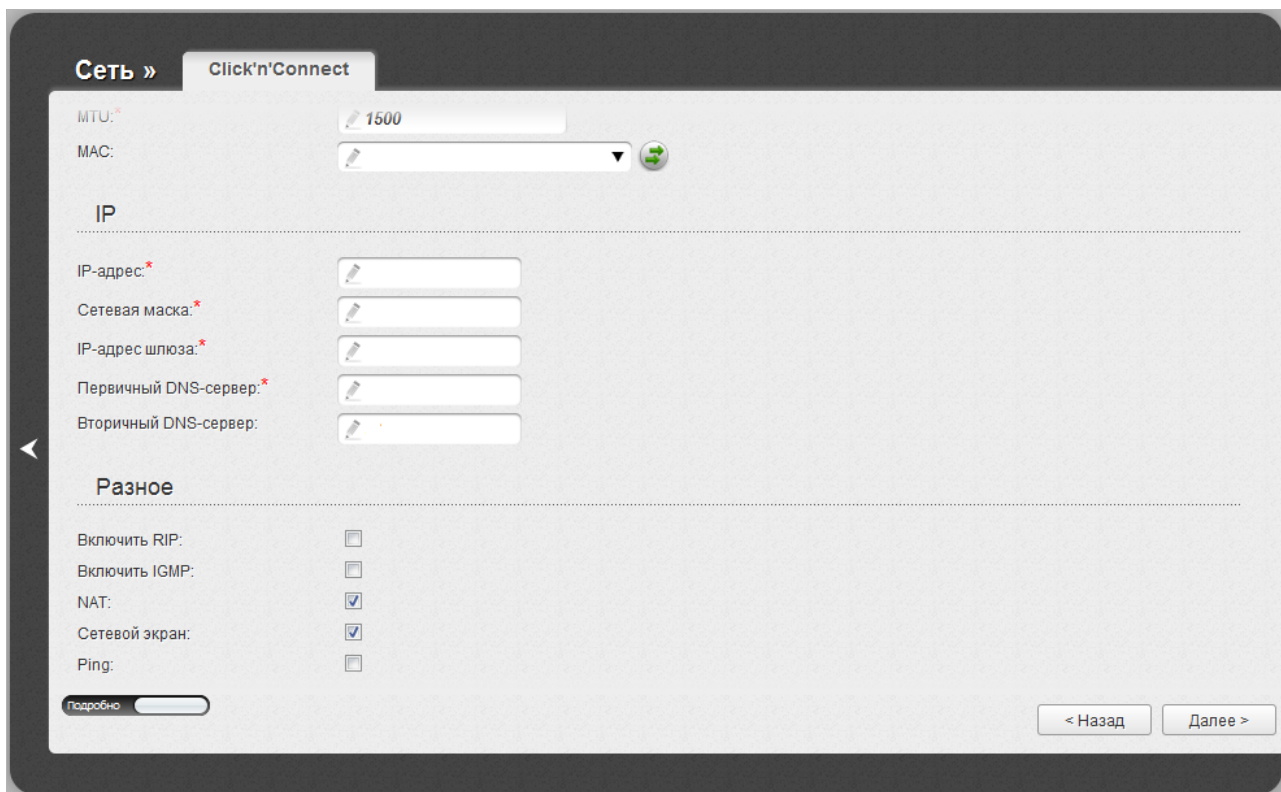 Сеть »
Click'n'Connect
MTU:*
1500
MAC:
IP
IP-адрес:*
Сетевая маска:*
IP-адрес шлюза:*
Первичный DNS-сервер:*
Вторичный DNS-сервер:
Разное
Включить RIP:
Включить IGMP:
NAT:
Сетевой экран:
Ping:
Подробно
< Назад
Далее >